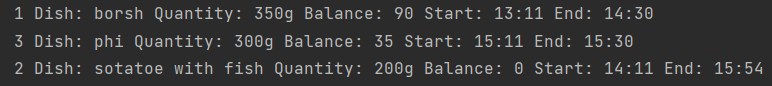 1 Dish: borsh Quantity: 350g Balance: 90 Start: 13:11 End: 14:30
3 Dish: phi Quantity: 300g Balance: 35 Start: 15:11 End: 15:30
2 Dish: sotatoe with fish Quantity: 200g Balance: 0 Start: 14:11 End: 15:54